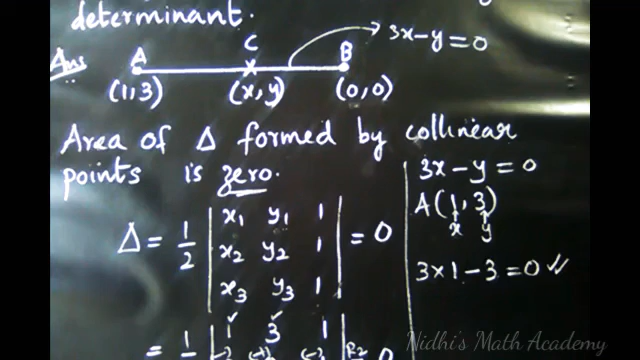 determinant.
Ans
A C B 3x-y=0
(1,3) (x,y) (0,0)
Area of Δ formed by collinear
points is zero.
Δ = 1/2 | x₁ y₁ 1 | = 0
| x₂ y₂ 1 |
| x₃ y₃ 1 |
= | 1 3 1 |
3x-y=0
A(1,3)
x y
3×1-3=0 ✓✓
Nidhi's Math Academy